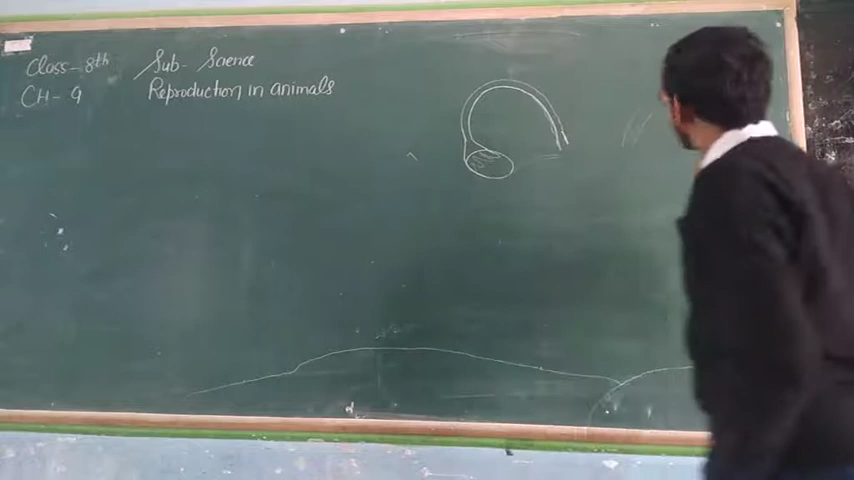 Class- 8th Sub- Science
CH - 9 Reproduction in animals